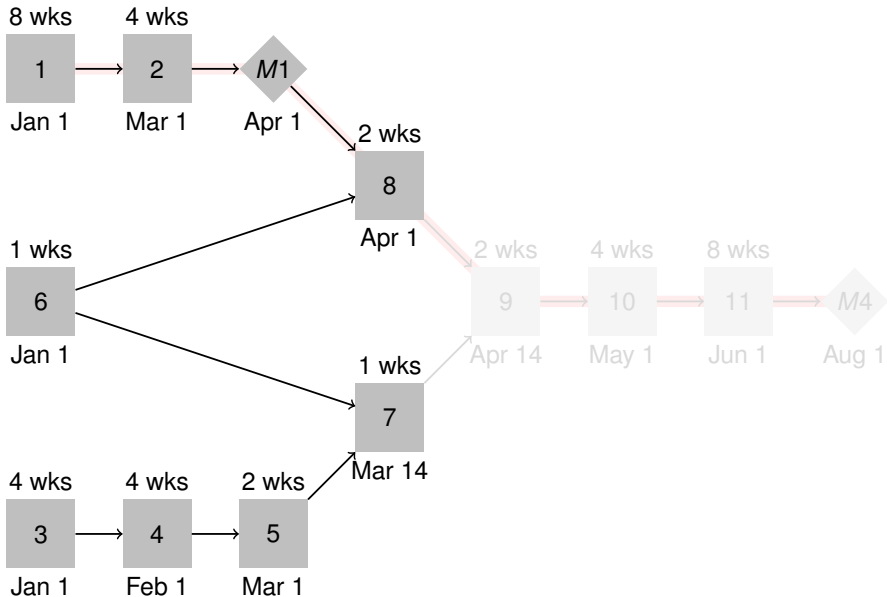 8 wks 4 wks
1 2 M1
Jan 1 Mar 1 Apr 1
2 wks
8
Apr 1
1 wks 2 wks 4 wks 8 wks
6 9 10 11 M4
Jan 1 Apr 14 May 1 Jun 1 Aug 1
1 wks
7
Mar 14
4 wks 4 wks 2 wks
3 4 5
Jan 1 Feb 1 Mar 1